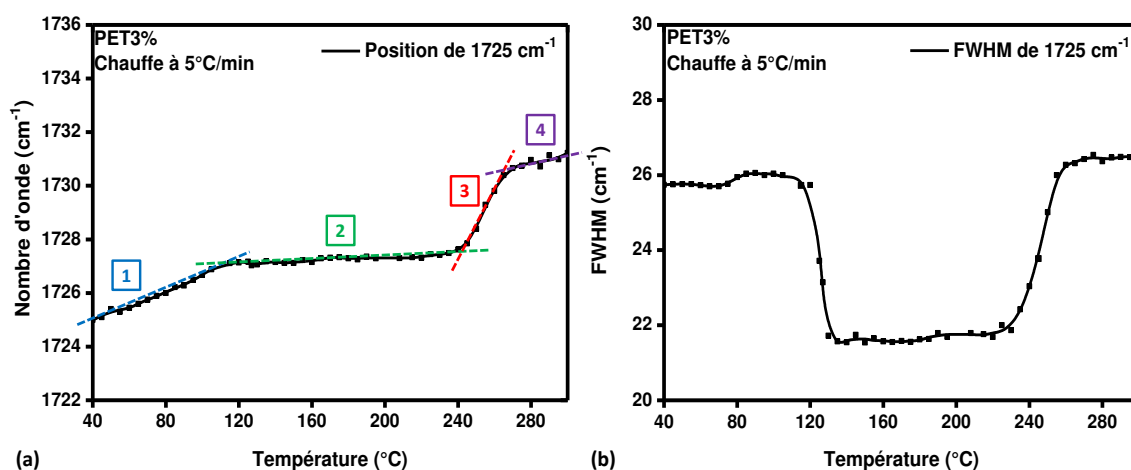 PET3%
Chauffe à 5°C/min
Position de 1725 cm-1
Nombre d'onde (cm-1)
1736
1734
1732
1730
1728
1726
1724
1722
1
2
3
4
40 80 120 160 200 240 280
Température (°C)
(a)
PET3%
Chauffe à 5°C/min
FWHM de 1725 cm-1
FWHM (cm-1)
30
28
26
24
22
20
40 80 120 160 200 240 280
Température (°C)
(b)